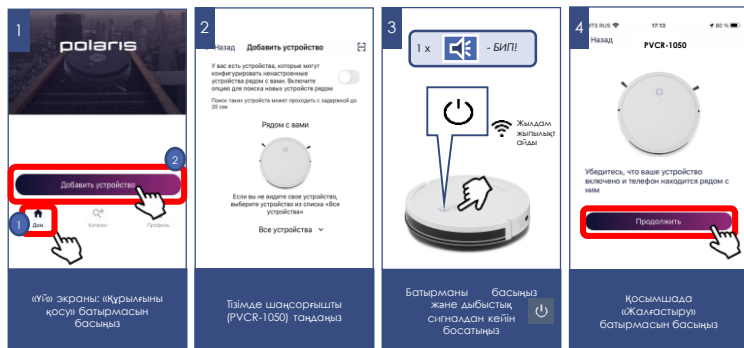 1
polaris
2
Добавить устройство
1
Дом
Каталог
Профиль
«Үй» экраны: «Құрылғыны
қосу» батырмасын
басыңыз
2
Назад
Добавить устройство
У вас есть устройства, которые могут
конфигурировать ненастроенные
устройства рядом с вами. Включите
опцию для поиска новых устройств рядом
Поиск таких устройств может проходить с задержкой до
20 сек
Рядом с вами
Если вы не видите свое устройство,
выберите устройство из списка «Все
устройства»
Все устройства
Тізімде шаңсорғышты
(PVCR-1050) таңдаңыз
3
1 x
- БИП!
Жылдам
жыпылықт
айды
Батырманы басыңыз
және дыбыстық
сигналдан кейін
босатыңыз
4
MTS RUS
17:13
80 %
Назад
PVCR-1050
Убедитесь, что ваше устройство
включено и телефон находится рядом с
ним
Продолжить
Қосымшада
«Жалғастыру»
батырмасын басыңыз